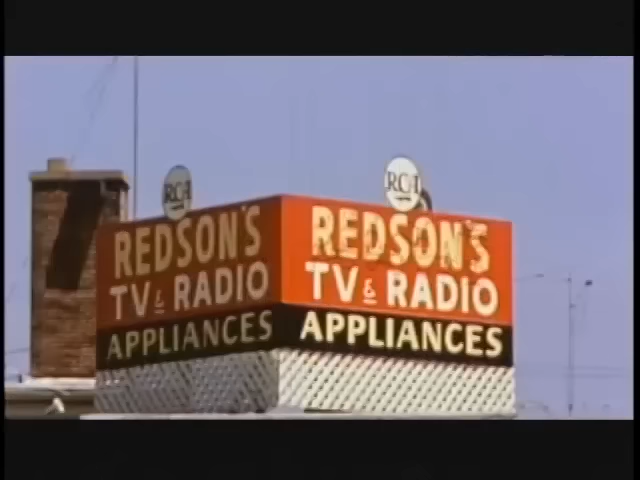 RCA
REDSON'S
TV & RADIO
APPLIANCES
RCA
REDSON'S
TV & RADIO
APPLIANCES